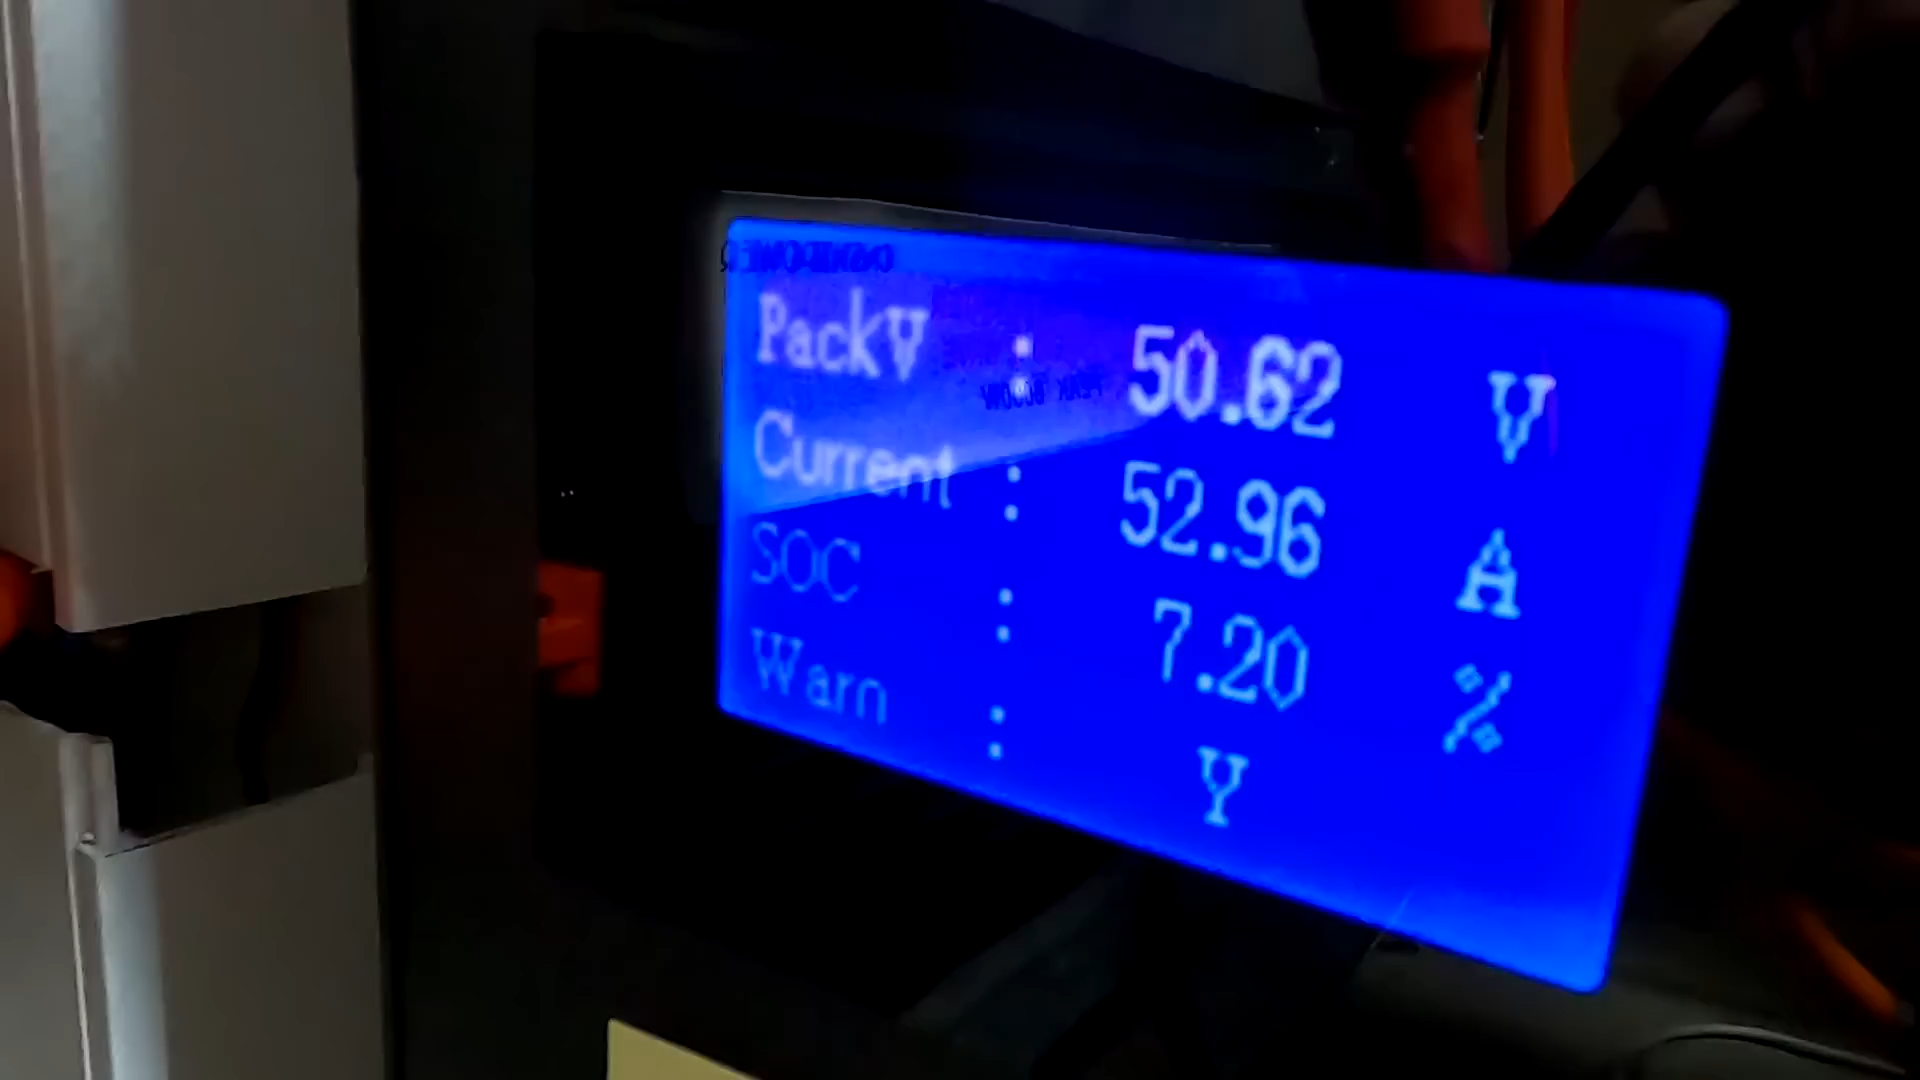 PackV : 50.62 V
Current : 52.96 A
SOC : 7.20 %
Warn : Y